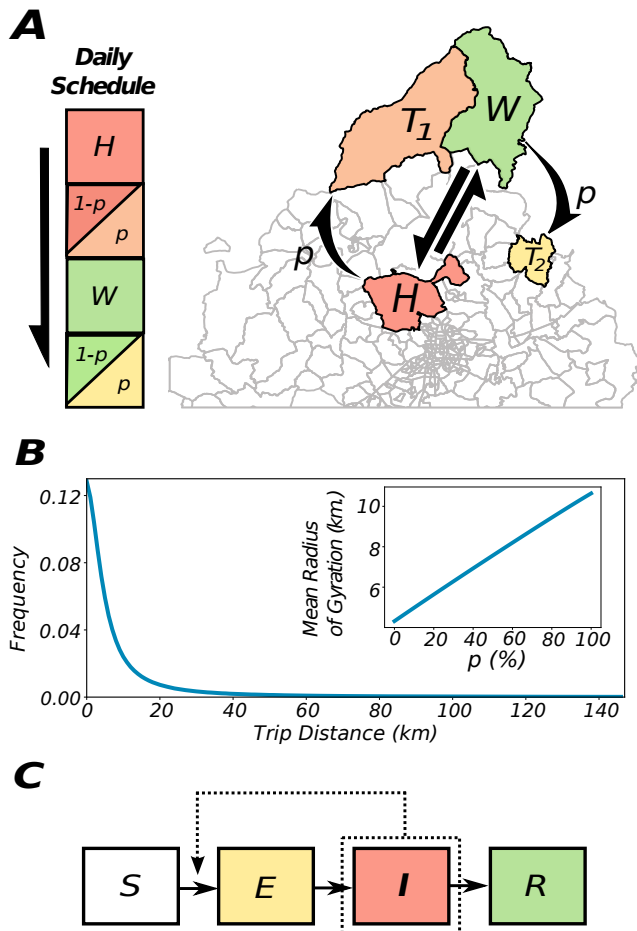 A
Daily
Schedule
H
1-p
p
W
1-p
p
T1
W
p
p
H
T2
B
Frequency
0.12
0.08
0.04
0.00
0 20 40 60 80 100 120 140
Trip Distance (km)
Mean Radius
of Gyration (km.)
10
8
6
0 20 40 60 80 100
p (%)
C
S E I R